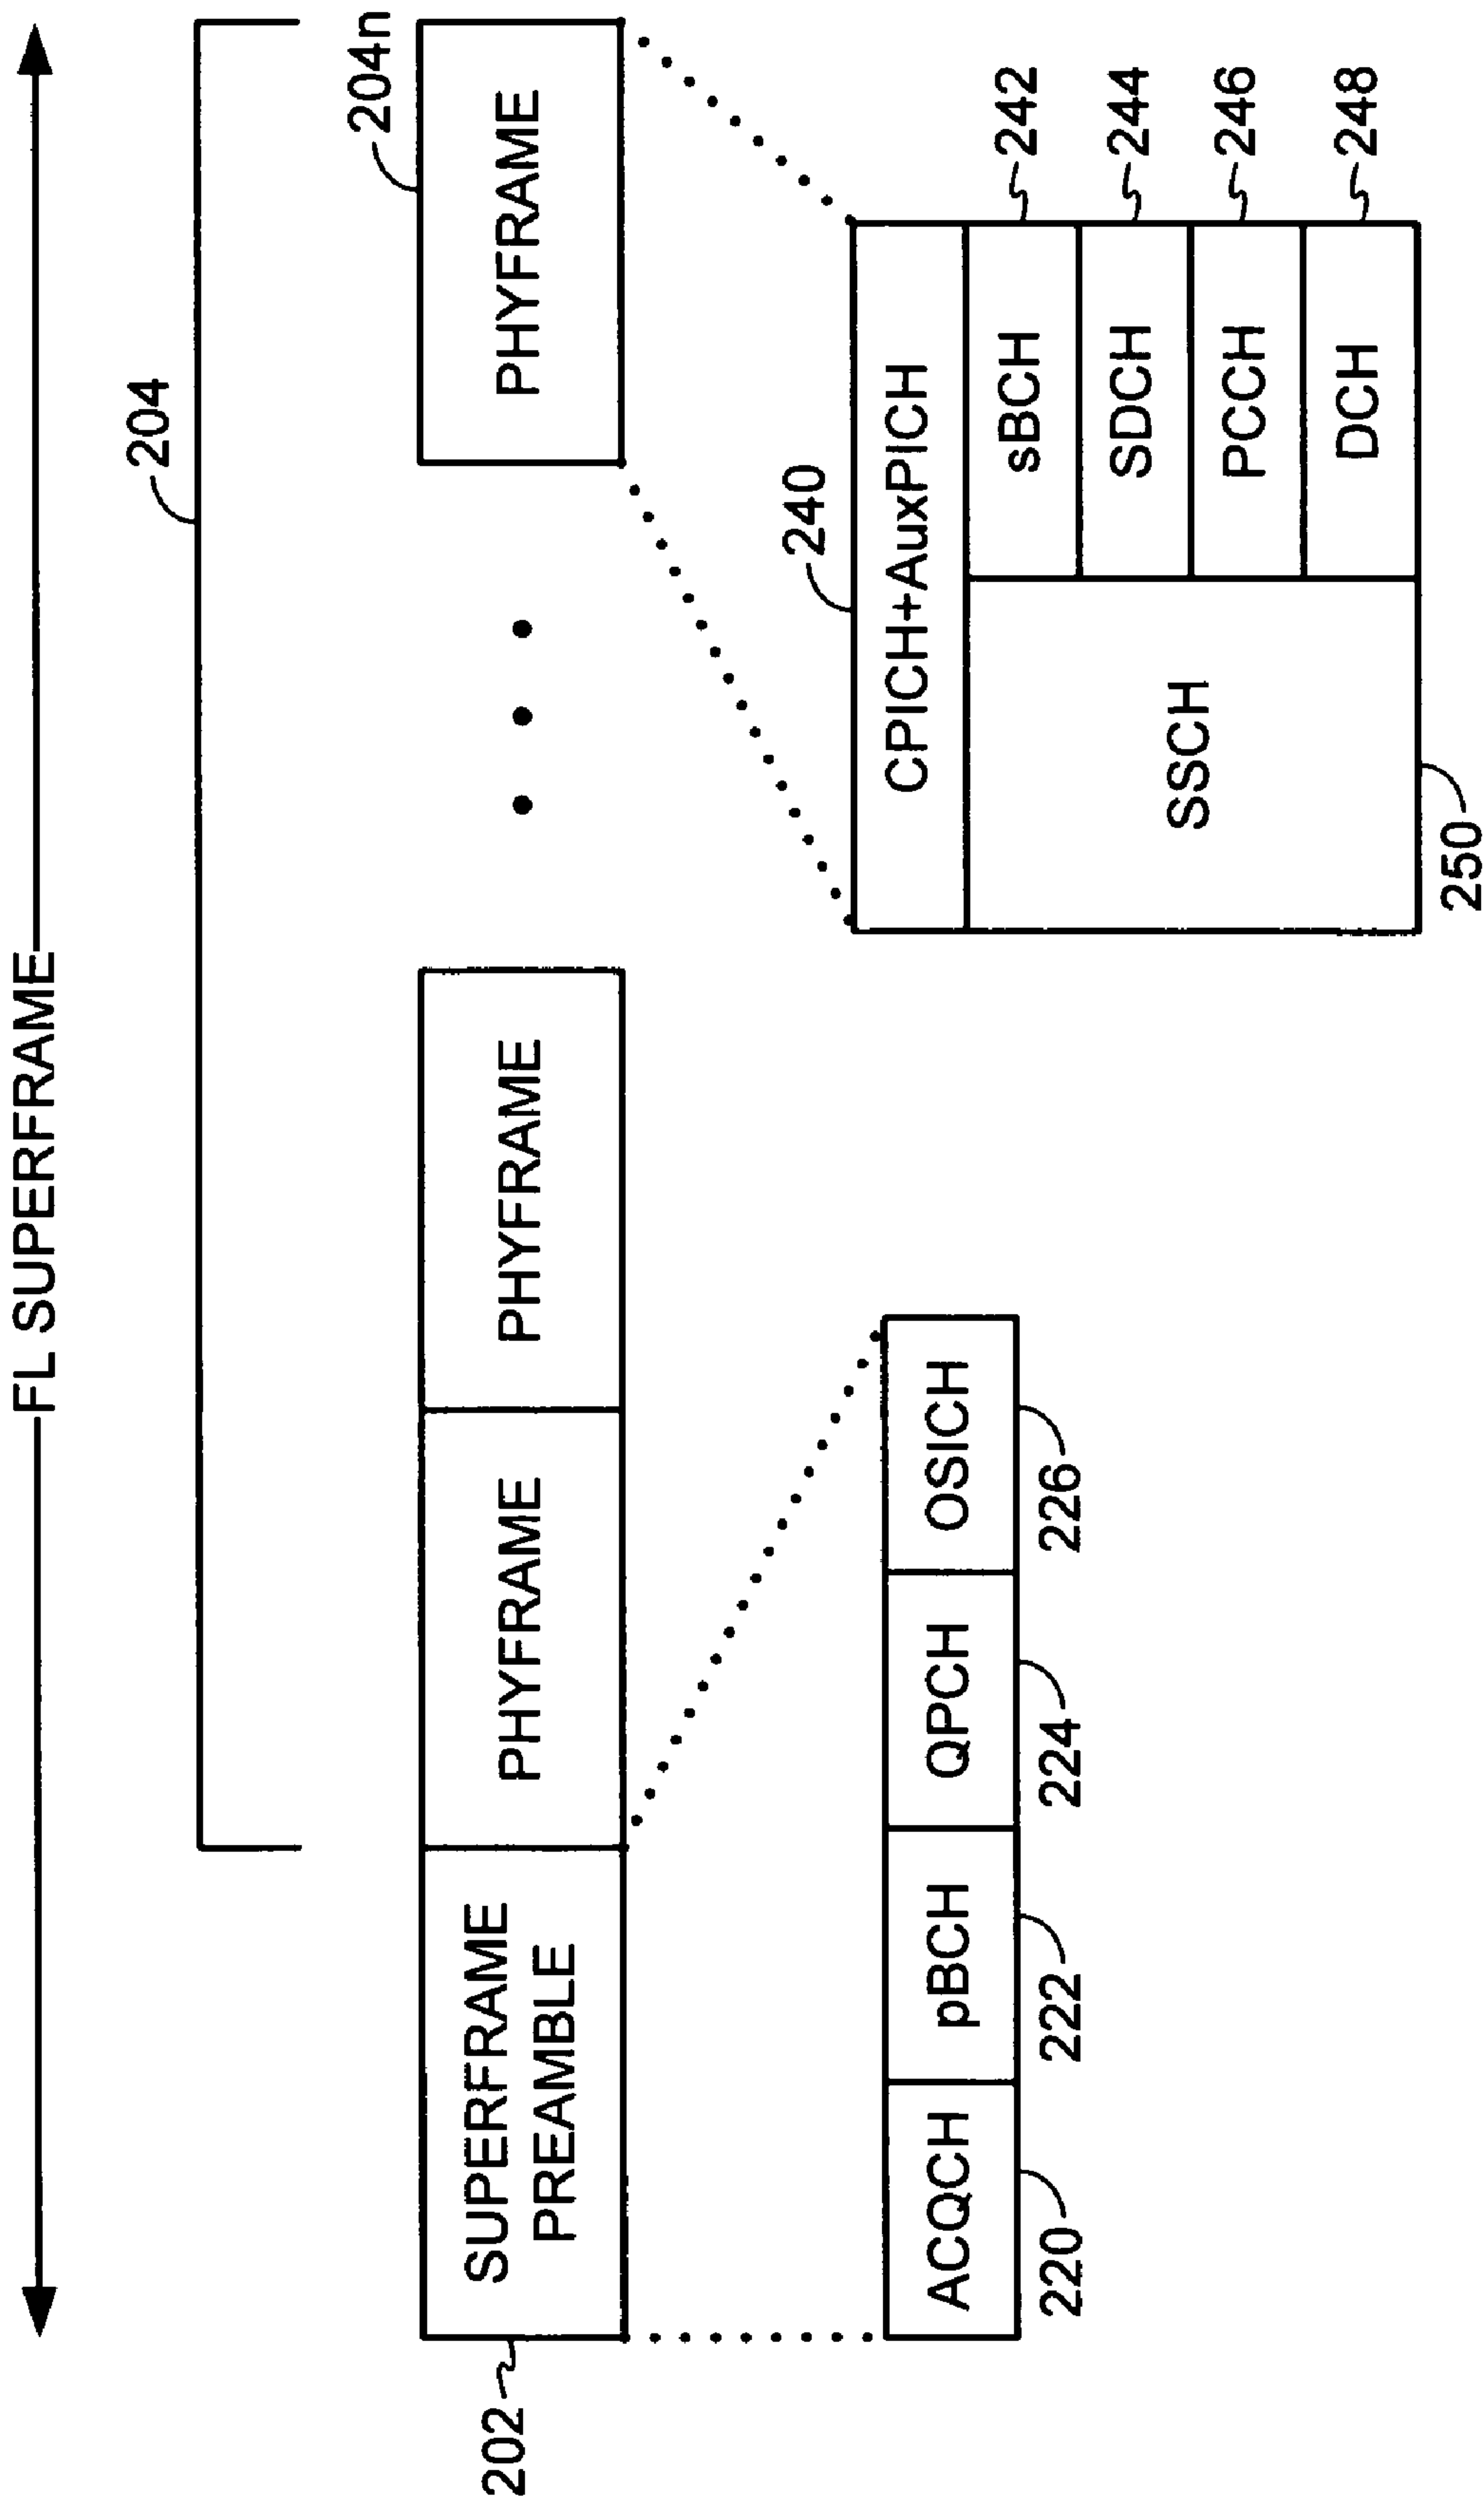 FL SUPERFRAME
204
204n
202
SUPERFRAME
PREAMBLE
PHYFRAME
PHYFRAME
PHYFRAME
240
CPICH+AuxPICH
SSCH
sBCH
242
SDCH
244
PCCH
246
DCH
248
250
ACQCH
pBCH
QPCH
OSICH
220
222
224
226